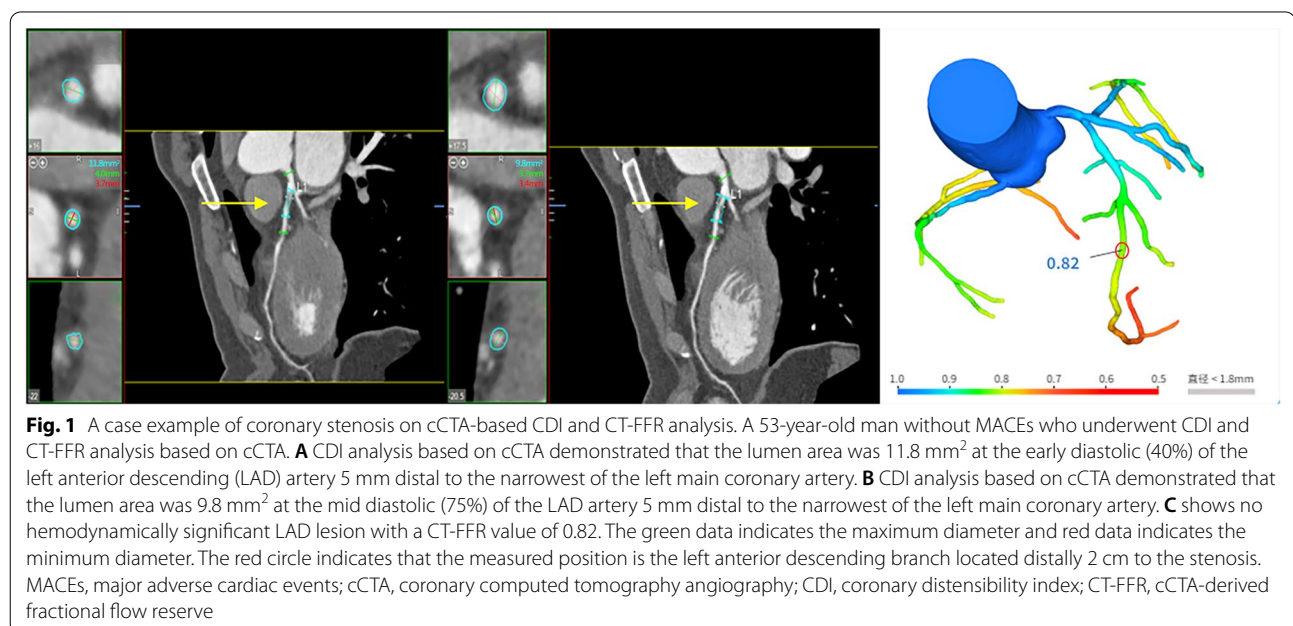 +16
11.8mm²
4.0mm
3.7mm
R
L
-22
L1
+17.5
9.8mm²
3.4mm
R
L
-20.5
L1
0.82
1.0 0.9 0.8 0.7 0.6 0.5 直径 < 1.8mm
Fig. 1 A case example of coronary stenosis on cCTA-based CDI and CT-FFR analysis. A 53-year-old man without MACEs who underwent CDI and
CT-FFR analysis based on cCTA. A CDI analysis based on cCTA demonstrated that the lumen area was 11.8 mm² at the early diastolic (40%) of the
left anterior descending (LAD) artery 5 mm distal to the narrowest of the left main coronary artery. B CDI analysis based on cCTA demonstrated that
the lumen area was 9.8 mm² at the mid diastolic (75%) of the LAD artery 5 mm distal to the narrowest of the left main coronary artery. C shows no
hemodynamically significant LAD lesion with a CT-FFR value of 0.82. The green data indicates the maximum diameter and red data indicates the
minimum diameter. The red circle indicates that the measured position is the left anterior descending branch located distally 2 cm to the stenosis.
MACEs, major adverse cardiac events; cCTA, coronary computed tomography angiography; CDI, coronary distensibility index; CT-FFR, cCTA-derived
fractional flow reserve